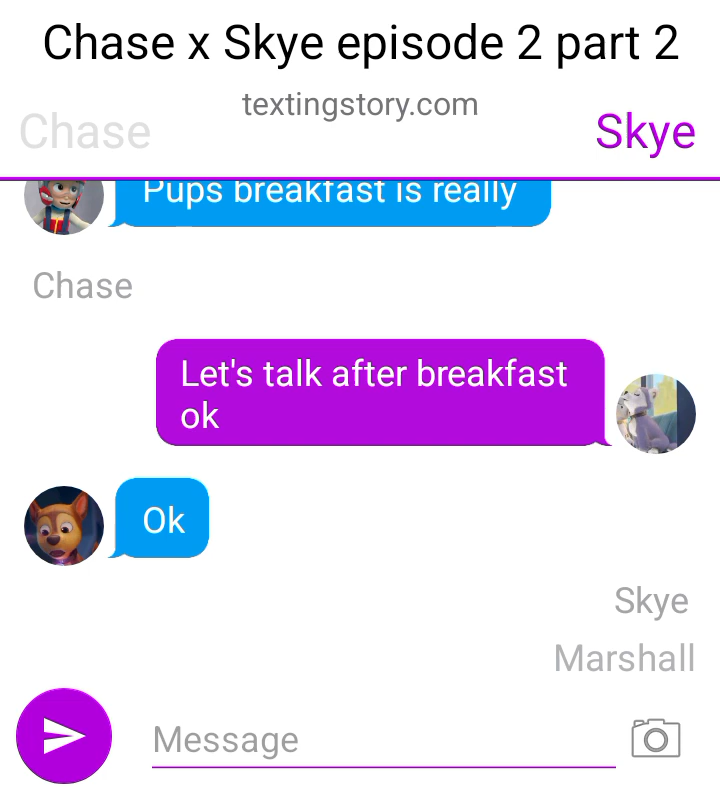 Chase x Skye episode 2 part 2
textingstory.com
Chase
Skye
Pups breakfast is really
Chase
Let's talk after breakfast
ok
Ok
Skye
Marshall
Message